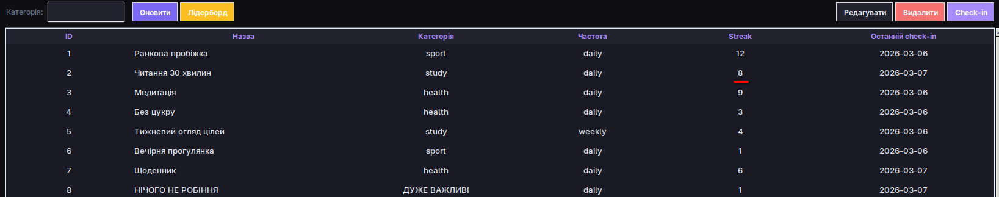 Категорія: Оновити Лідерборд Редагувати Видалити Check-in
ID Назва Категорія Частота Streak Останній check-in
1 Ранкова пробіжка sport daily 12 2026-03-06
2 Читання 30 хвилин study daily 8 2026-03-07
3 Медитація health daily 9 2026-03-06
4 Без цукру health daily 3 2026-03-06
5 Тижневий огляд цілей study weekly 4 2026-03-06
6 Вечірня прогулянка sport daily 1 2026-03-06
7 Щоденник health daily 6 2026-03-07
8 НІЧОГО НЕ РОБІННЯ ДУЖЕ ВАЖЛИВІ daily 1 2026-03-07